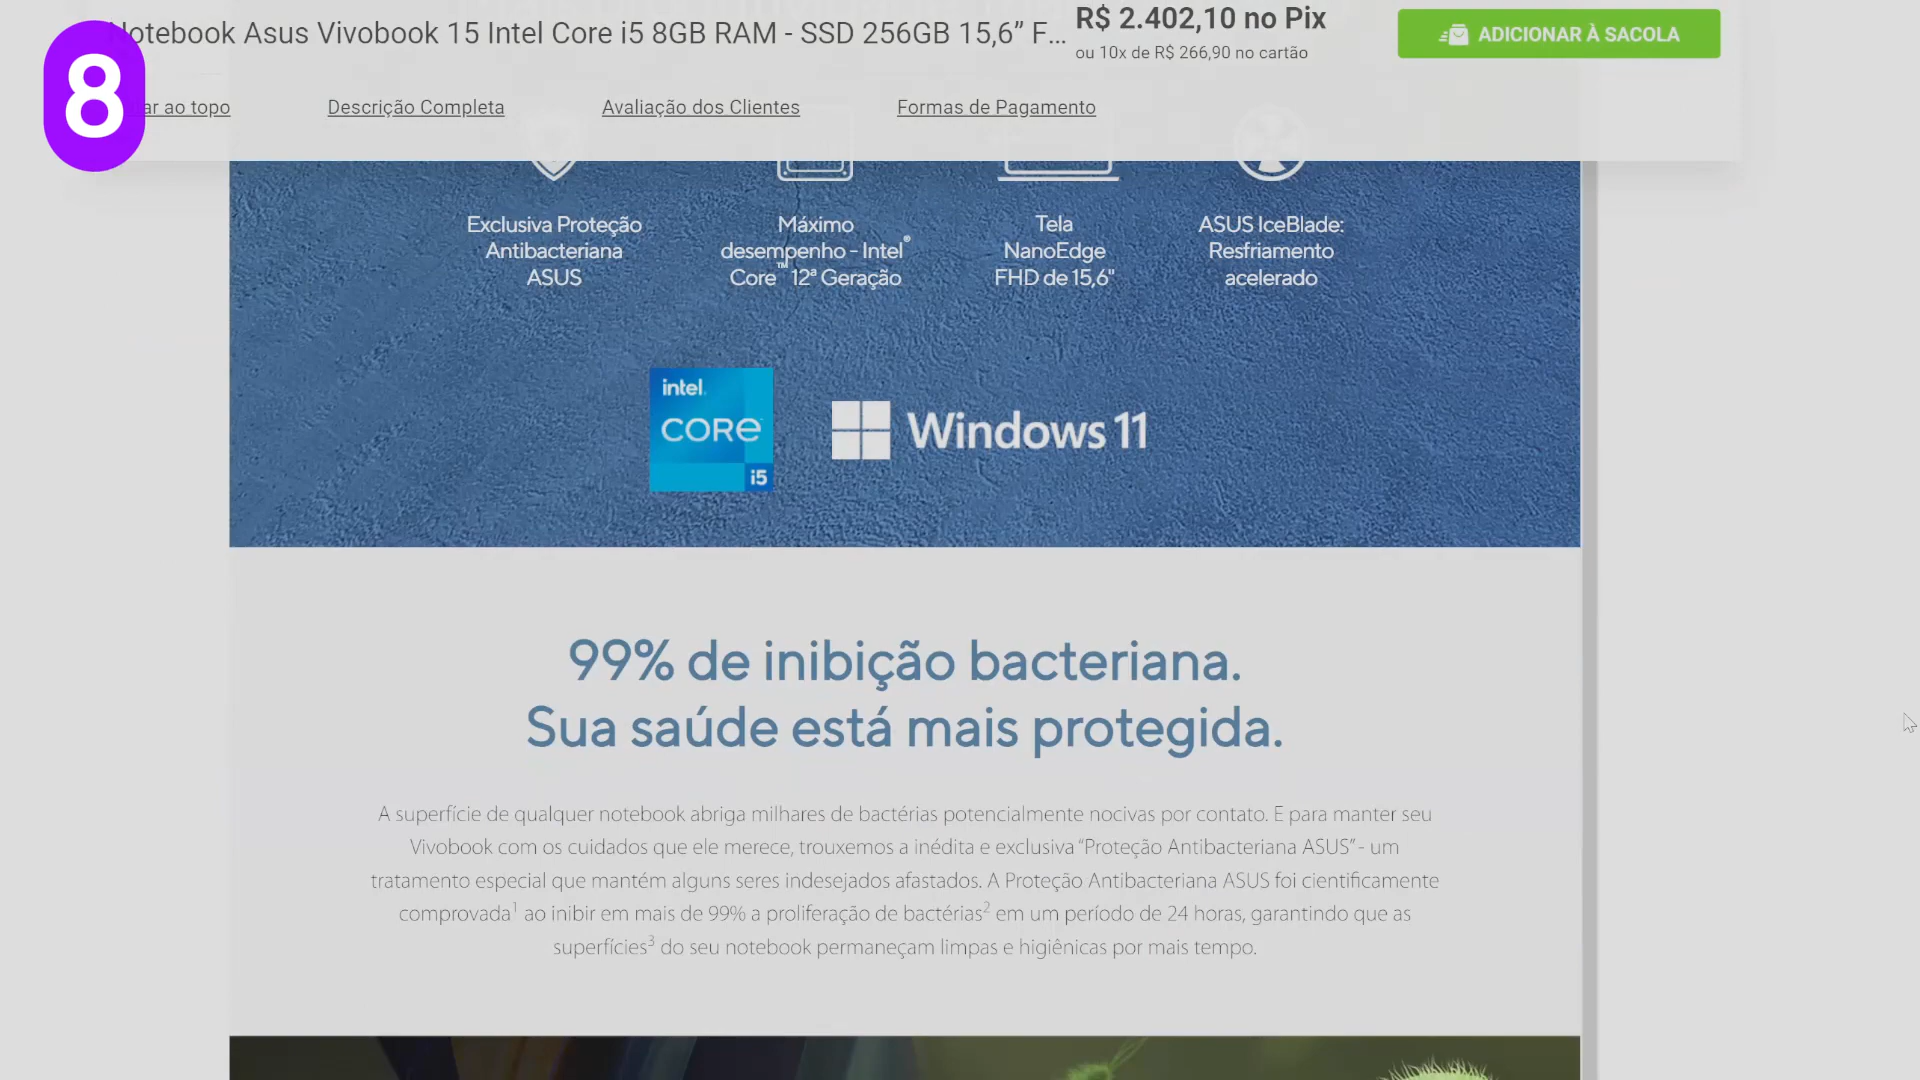 Notebook Asus Vivobook 15 Intel Core i5 8GB RAM - SSD 256GB 15,6” F...
R$ 2.402,10 no Pix
ou 10x de R$ 266,90 no cartão
ADICIONAR À SACOLA
8
ar ao topo
Descrição Completa
Avaliação dos Clientes
Formas de Pagamento
Exclusiva Proteção
Antibacteriana
ASUS
Máximo
desempenho - Intel®
Core™ 12ª Geração
Tela
NanoEdge
FHD de 15,6"
ASUS IceBlade:
Resfriamento
acelerado
intel.
CORE
i5
Windows 11
99% de inibição bacteriana.
Sua saúde está mais protegida.
A superfície de qualquer notebook abriga milhares de bactérias potencialmente nocivas por contato. E para manter seu
Vivobook com os cuidados que ele merece, trouxemos a inédita e exclusiva “Proteção Antibacteriana ASUS” - um
tratamento especial que mantém alguns seres indesejados afastados. A Proteção Antibacteriana ASUS foi cientificamente
comprovada¹ ao inibir em mais de 99% a proliferação de bactérias² em um período de 24 horas, garantindo que as
superfícies³ do seu notebook permaneçam limpas e higiênicas por mais tempo.